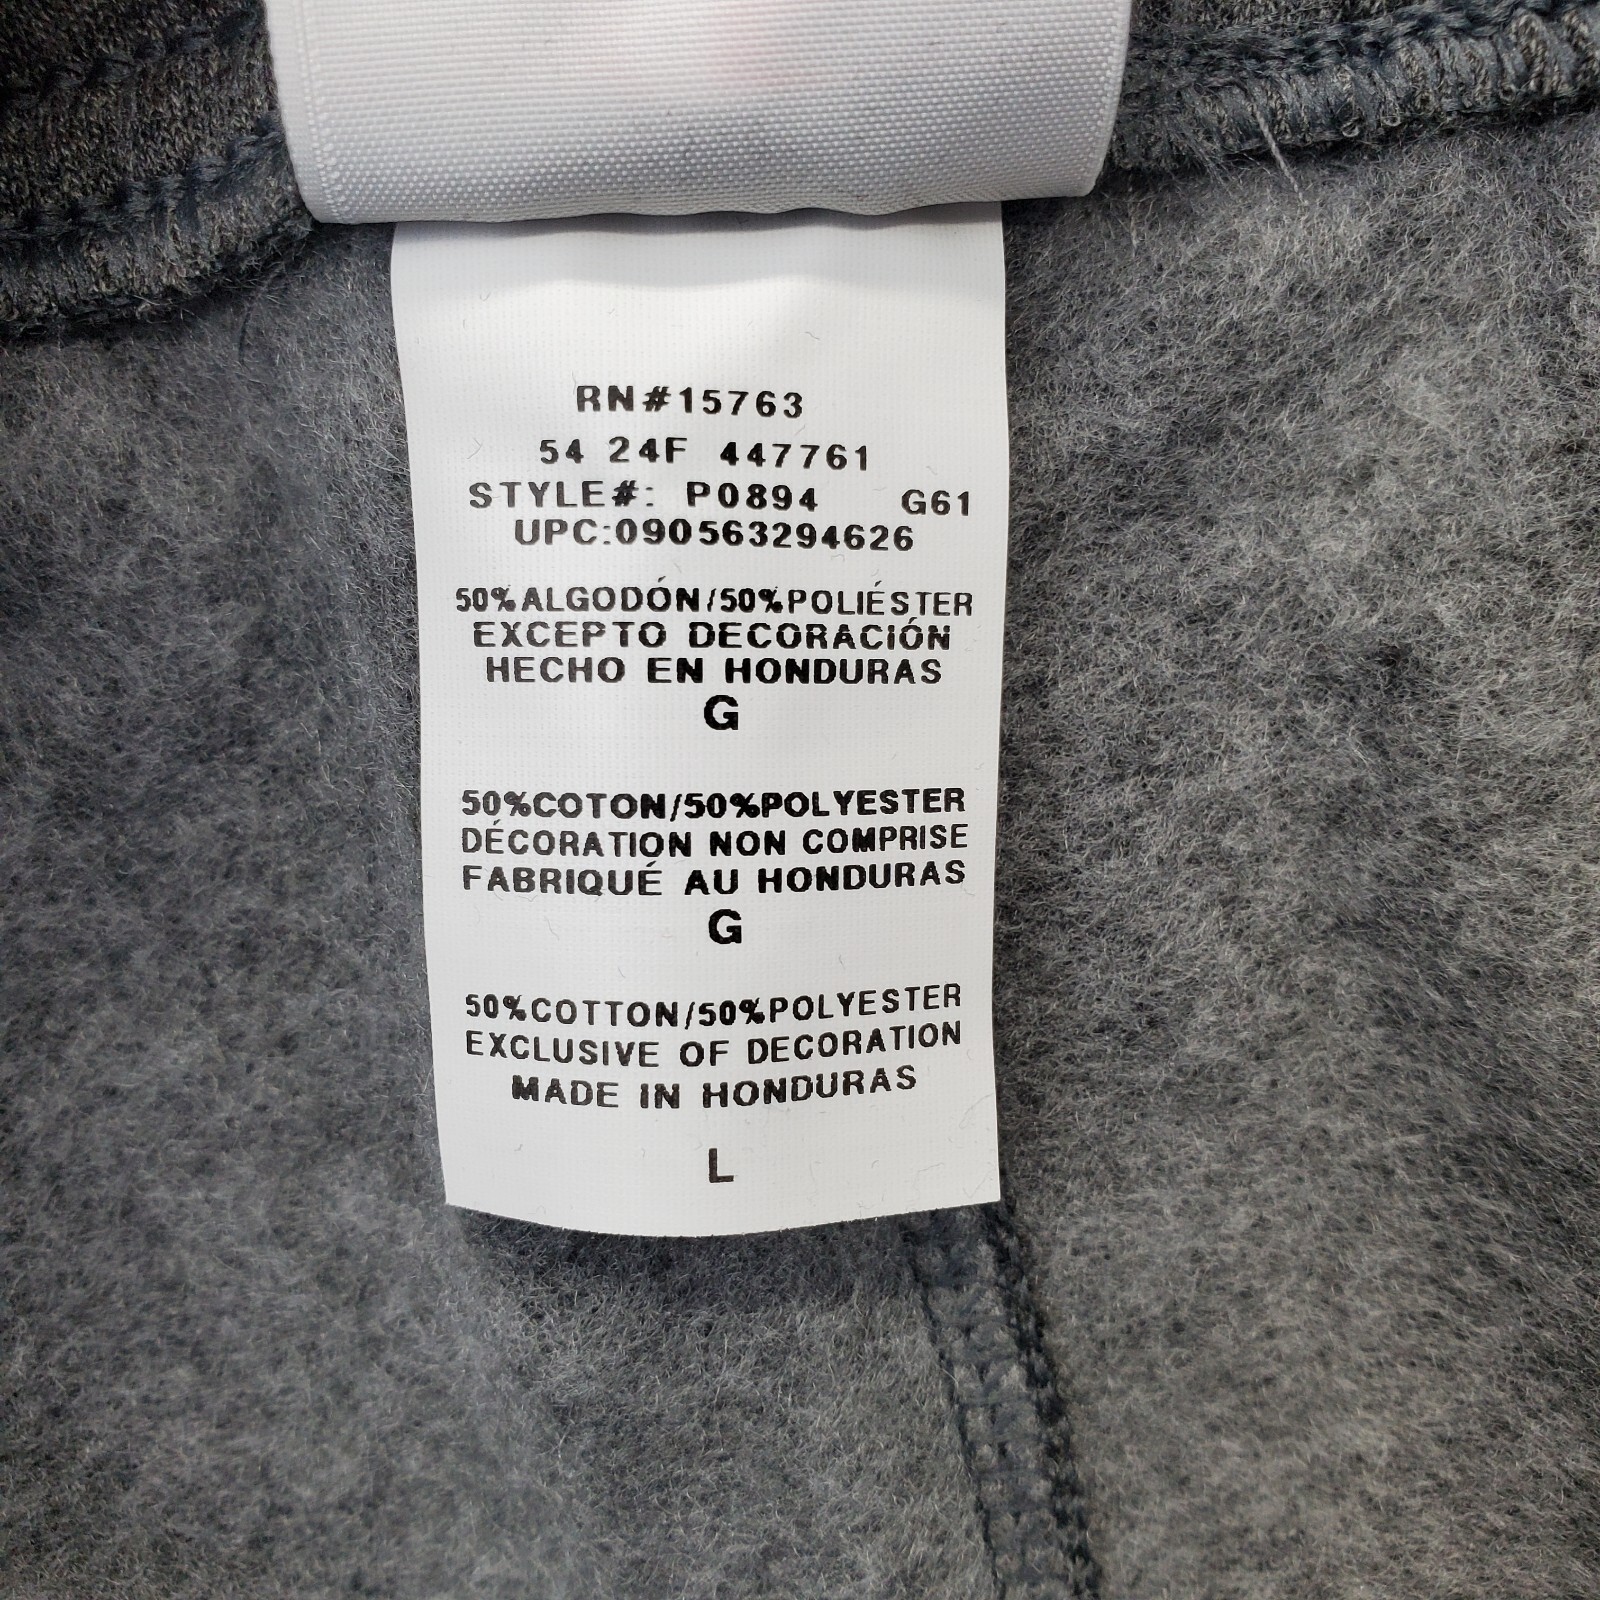 RN#15763
54 24F 447761
STYLE#: P0894 G61
UPC:090563294626
50%ALGODÓN/50%POLIÉSTER
EXCEPTO DECORACIÓN
HECHO EN HONDURAS
G
50%COTON/50%POLYESTER
DÉCORATION NON COMPRISE
FABRIQUÉ AU HONDURAS
G
50%COTTON/50%POLYESTER
EXCLUSIVE OF DECORATION
MADE IN HONDURAS
L